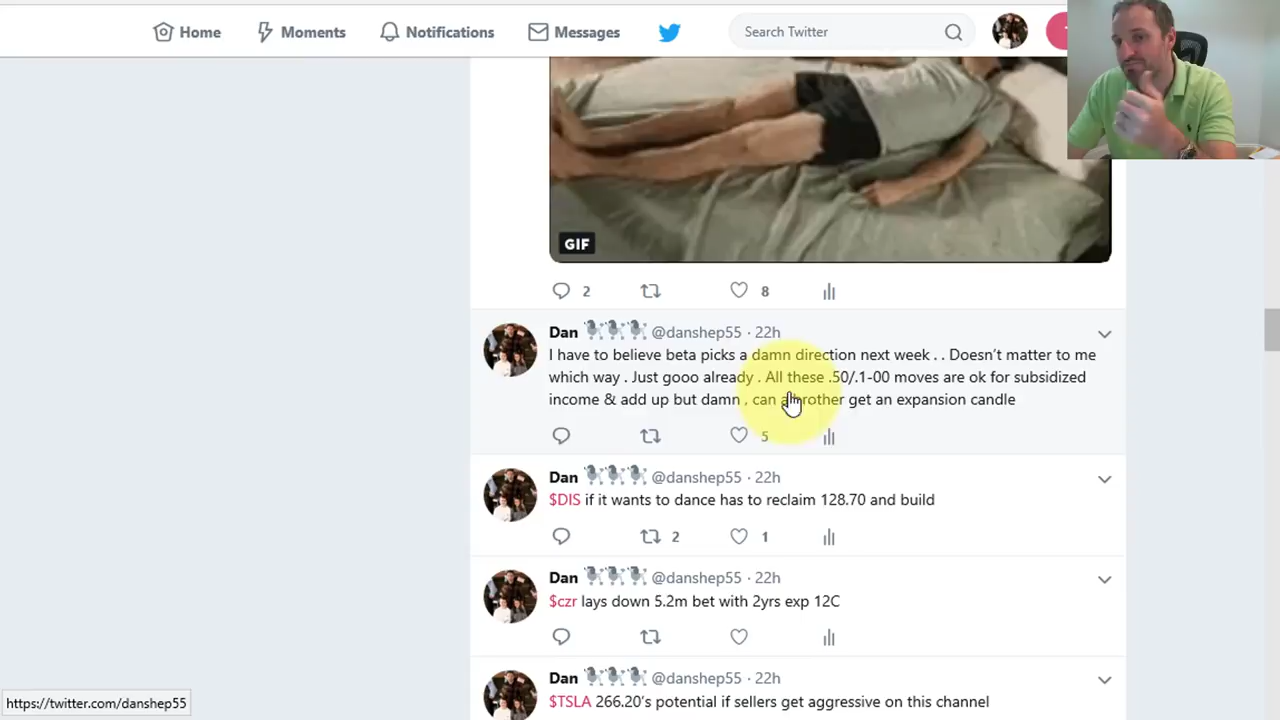 Home Moments Notifications Messages Search Twitter
GIF
2 8
Dan @danshep55 · 22h
I have to believe beta picks a damn direction next week . . Doesn't matter to me
which way . Just gooo already . All these .50/.1-00 moves are ok for subsidized
income & add up but damn , can a brother get an expansion candle
5
Dan @danshep55 · 22h
$DIS if it wants to dance has to reclaim 128.70 and build
2 1
Dan @danshep55 · 22h
$czr lays down 5.2m bet with 2yrs exp 12C
Dan @danshep55 · 22h
$TSLA 266.20's potential if sellers get aggressive on this channel
https://twitter.com/danshep55